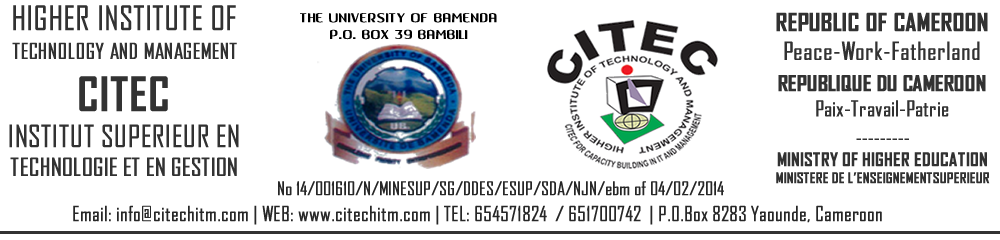 HIGHER INSTITUTE OF
TECHNOLOGY AND MANAGEMENT
CITEC
INSTITUT SUPERIEUR EN
TECHNOLOGIE ET EN GESTION
THE UNIVERSITY OF BAMENDA
P.O. BOX 39 BAMBILI
THE UNIVERSITY OF BAMENDA
CITEC
HIGHER INSTITUTE OF TECHNOLOGY AND MANAGEMENT
CITEC FOR CAPACITY BUILDING IN IT AND MANAGEMENT
REPUBLIC OF CAMEROON
Peace-Work-Fatherland
REPUBLIQUE DU CAMEROON
Paix-Travail-Patrie
---------
MINISTRY OF HIGHER EDUCATION
MINISTERE DE L'ENSEIGNEMENTSUPERIEUR
No 14/001610/N/MINESUP/SG/DDES/ESUP/SDA/NJN/ebm of 04/02/2014
Email: info@citechitm.com | WEB: www.citechitm.com | TEL: 654571824 / 651700742 | P.O.Box 8283 Yaounde, Cameroon